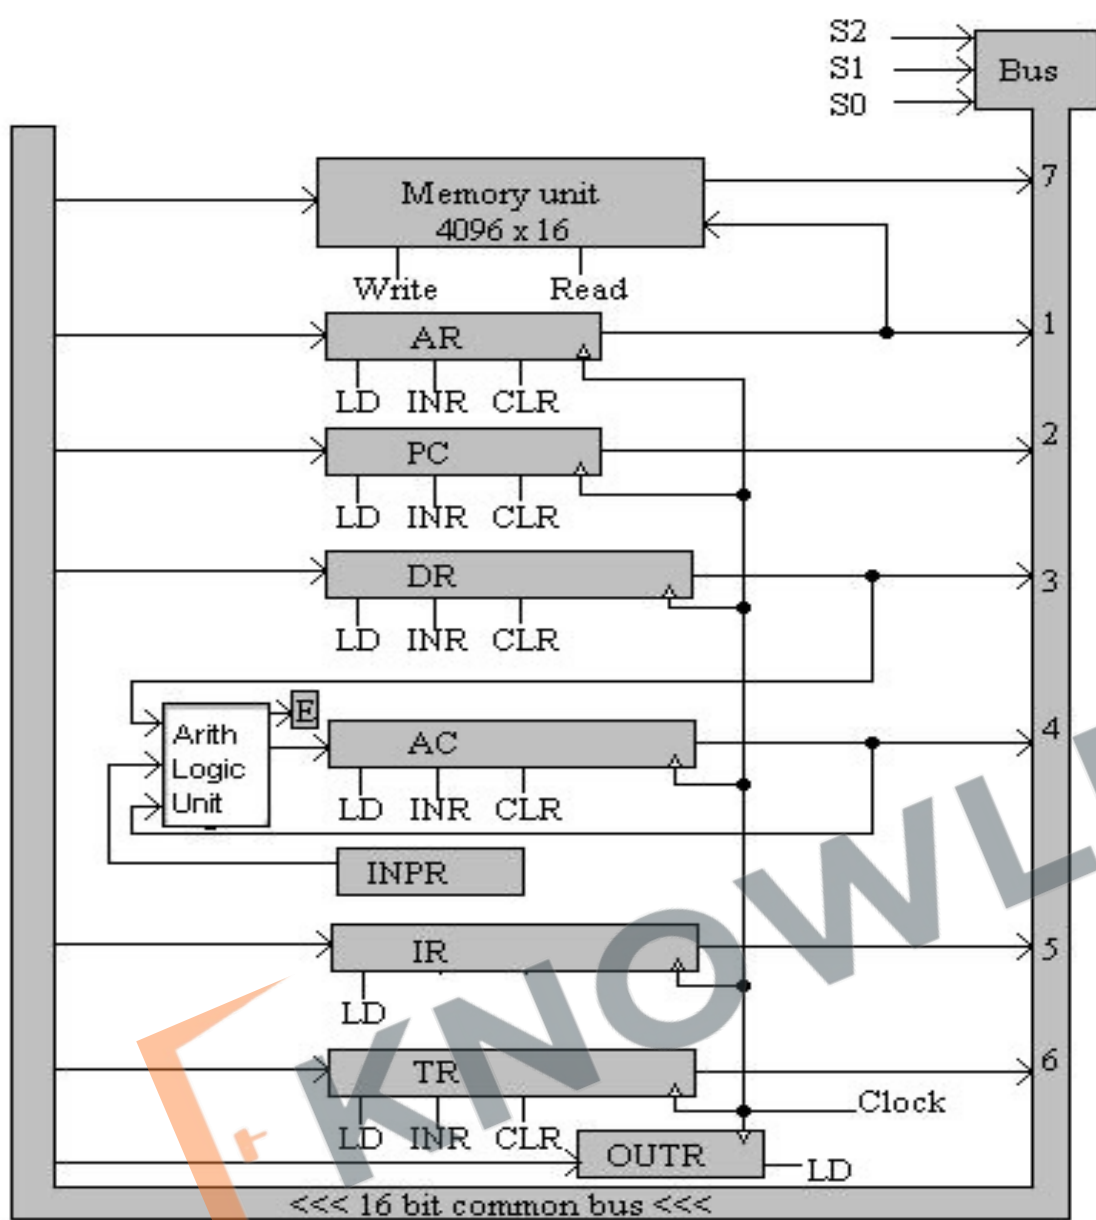 S2
S1
S0
Bus
Memory unit
4096 x 16
7
Write Read
AR
1
LD INR CLR
PC
2
LD INR CLR
DR
3
LD INR CLR
E
Arith
Logic
Unit
AC
4
LD INR CLR
INPR
IR
5
LD
TR
6
Clock
LD INR CLR
OUTR
LD
<<< 16 bit common bus <<<
KNOWL